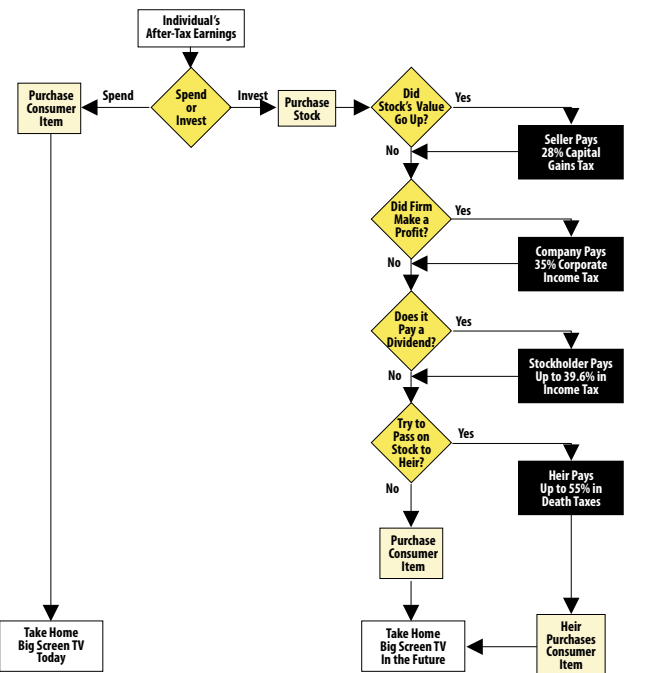 Individual's
After-Tax Earnings
Spend
or
Invest
Spend
Purchase
Consumer
Item
Invest
Purchase
Stock
Did
Stock's Value
Go Up?
Yes
Seller Pays
28% Capital
Gains Tax
No
Did Firm
Make a
Profit?
Yes
Company Pays
35% Corporate
Income Tax
No
Does it
Pay a
Dividend?
Yes
Stockholder Pays
Up to 39.6% in
Income Tax
No
Try to
Pass on
Stock to
Heir?
Yes
Heir Pays
Up to 55% in
Death Taxes
No
Purchase
Consumer
Item
Take Home
Big Screen TV
Today
Take Home
Big Screen TV
In the Future
Heir
Purchases
Consumer
Item